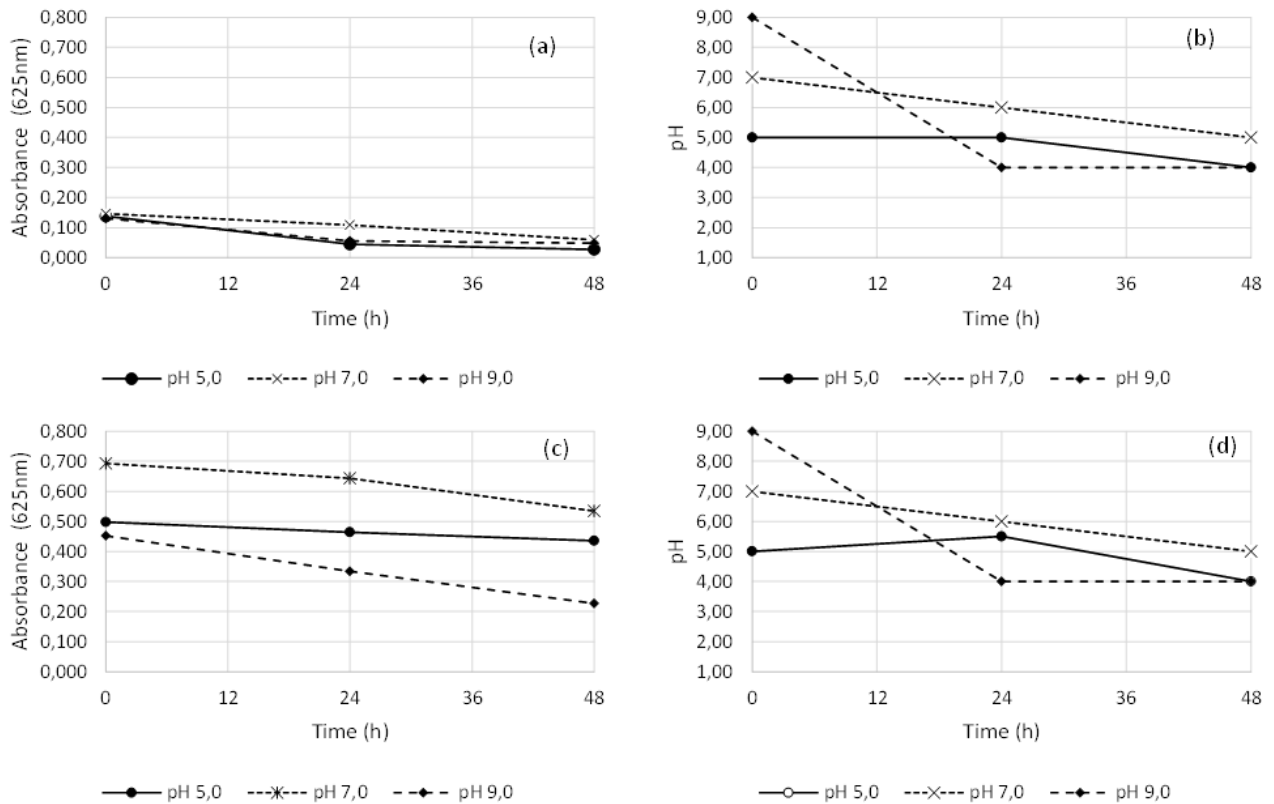 (a)
Absorbance (625nm)
0,800
0,700
0,600
0,500
0,400
0,300
0,200
0,100
0,000
0 12 24 36 48
Time (h)
pH 5,0 pH 7,0 pH 9,0
(b)
pH
9,00
8,00
7,00
6,00
5,00
4,00
3,00
2,00
1,00
0 12 24 36 48
Time (h)
pH 5,0 pH 7,0 pH 9,0
(c)
Absorbance (625nm)
0,800
0,700
0,600
0,500
0,400
0,300
0,200
0,100
0,000
0 12 24 36 48
Time (h)
pH 5,0 pH 7,0 pH 9,0
(d)
pH
9,00
8,00
7,00
6,00
5,00
4,00
3,00
2,00
1,00
0 12 24 36 48
Time (h)
pH 5,0 pH 7,0 pH 9,0